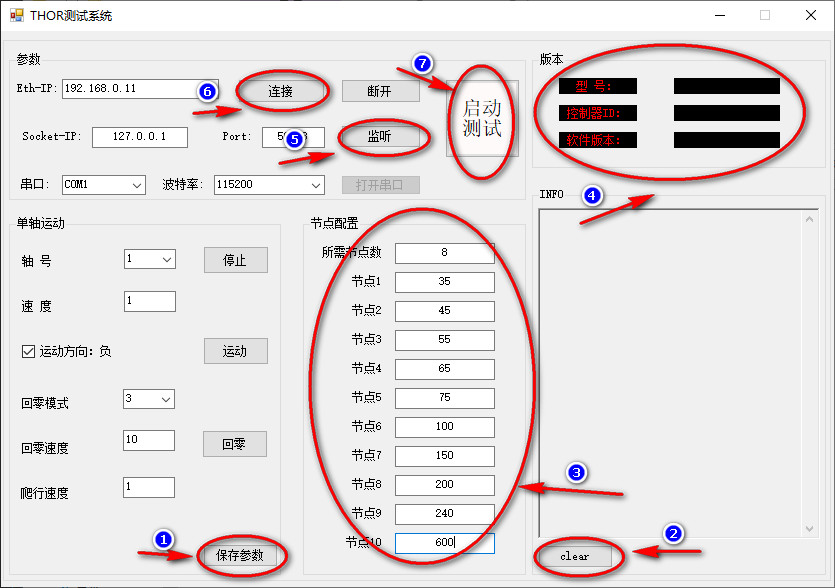 THOR测试系统
参数
Eth-IP: 192.168.0.11
6
连接
断开
7
启动
测试
Socket-IP: 127.0.0.1
Port:
5
监听
串口: COM1
波特率: 115200
打开串口
版本
型 号:
控制器ID:
软件版本:
单轴运动
轴 号 1
停止
速 度 1
运动方向: 负
运动
回零模式 3
回零速度 10
回零
爬行速度 1
1
保存参数
节点配置
所需节点数 8
节点1 35
节点2 45
节点3 55
节点4 65
节点5 75
节点6 100
节点7 150
节点8 200
节点9 240
节点10 600
3
INFO
4
clear
2